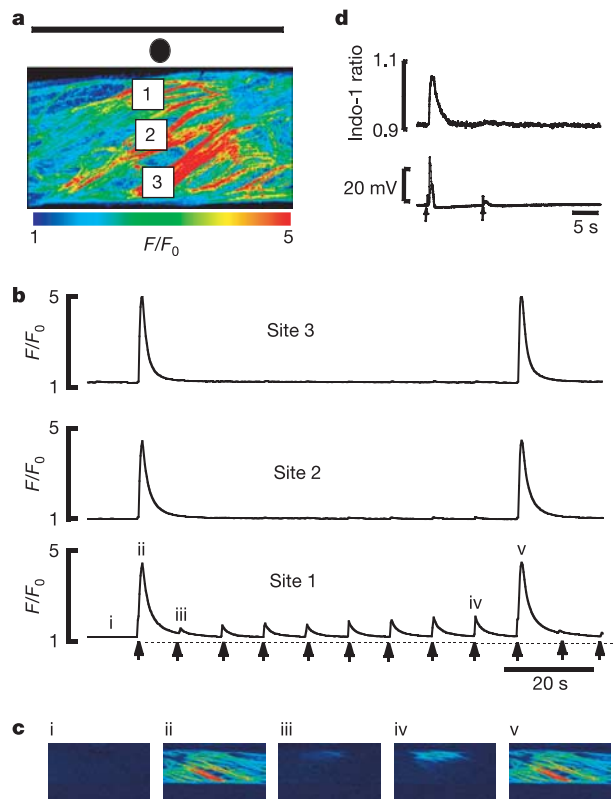 a
1
2
3
1
5
F/F0
d
Indo-1 ratio
1.1
0.9
20 mV
5 s
b
F/F0
5
1
Site 3
F/F0
5
1
Site 2
F/F0
5
1
Site 1
i
ii
iii
iv
v
20 s
c
i
ii
iii
iv
v